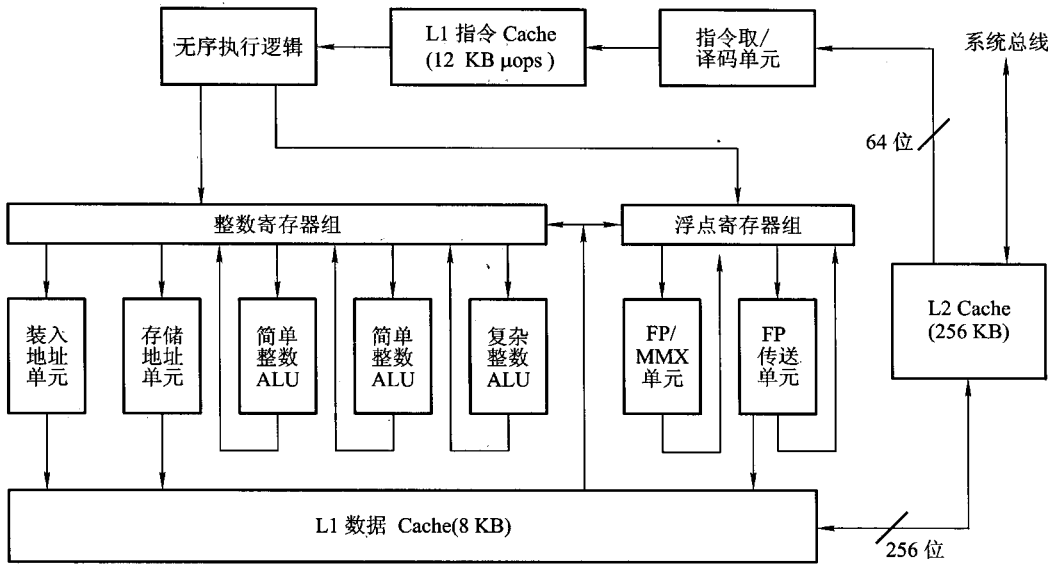 无序执行逻辑
L1 指令 Cache
(12 KB μops)
指令取/
译码单元
系统总线
64 位
整数寄存器组
浮点寄存器组
装入
地址
单元
存储
地址
单元
简单
整数
ALU
简单
整数
ALU
复杂
整数
ALU
FP/
MMX
单元
FP
传送
单元
L2 Cache
(256 KB)
L1 数据 Cache(8 KB)
256 位